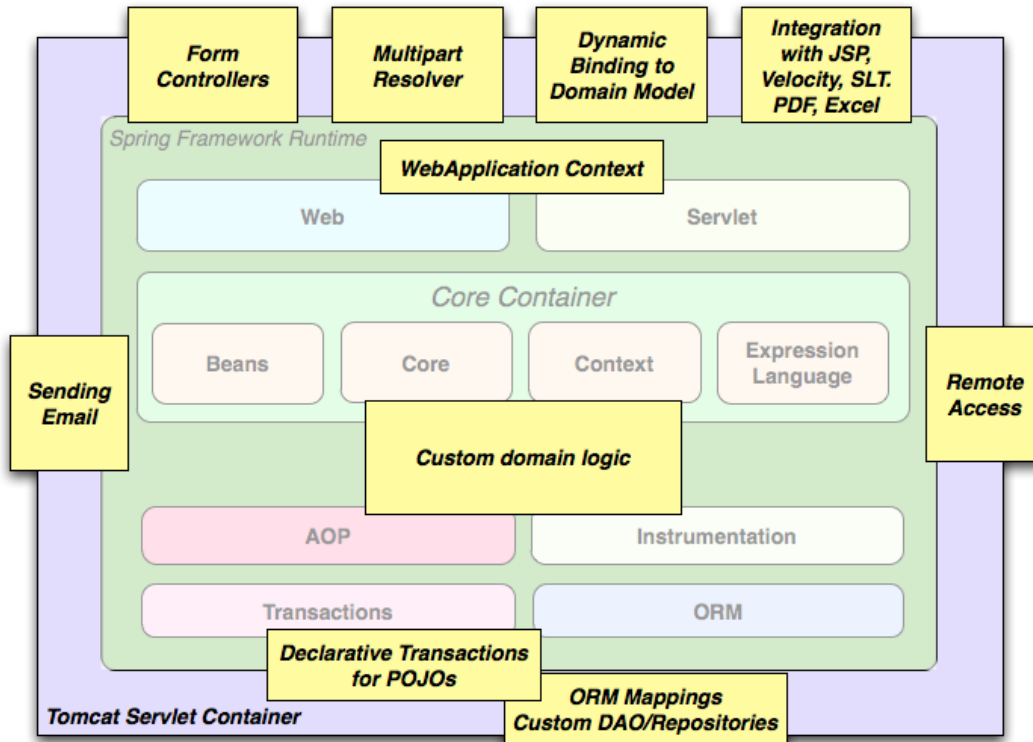 Form
Controllers
Multipart
Resolver
Dynamic
Binding to
Domain Model
Integration
with JSP,
Velocity, SLT.
PDF, Excel
Spring Framework Runtime
WebApplication Context
Web
Servlet
Core Container
Beans
Core
Context
Expression
Language
Sending
Email
Remote
Access
Custom domain logic
AOP
Instrumentation
Transactions
ORM
Declarative Transactions
for POJOs
ORM Mappings
Custom DAO/Repositories
Tomcat Servlet Container